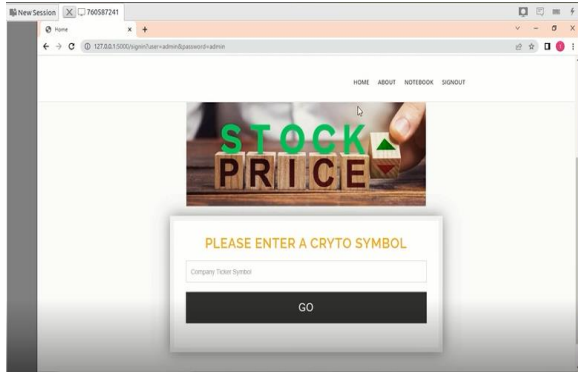 New Session
760587241
Home
127.0.0.1:5000/signin?user=admin&password=admin
HOME ABOUT NOTEBOOK SIGNOUT
STOCK
PRICE
PLEASE ENTER A CRYTO SYMBOL
Company Ticker Symbol
GO